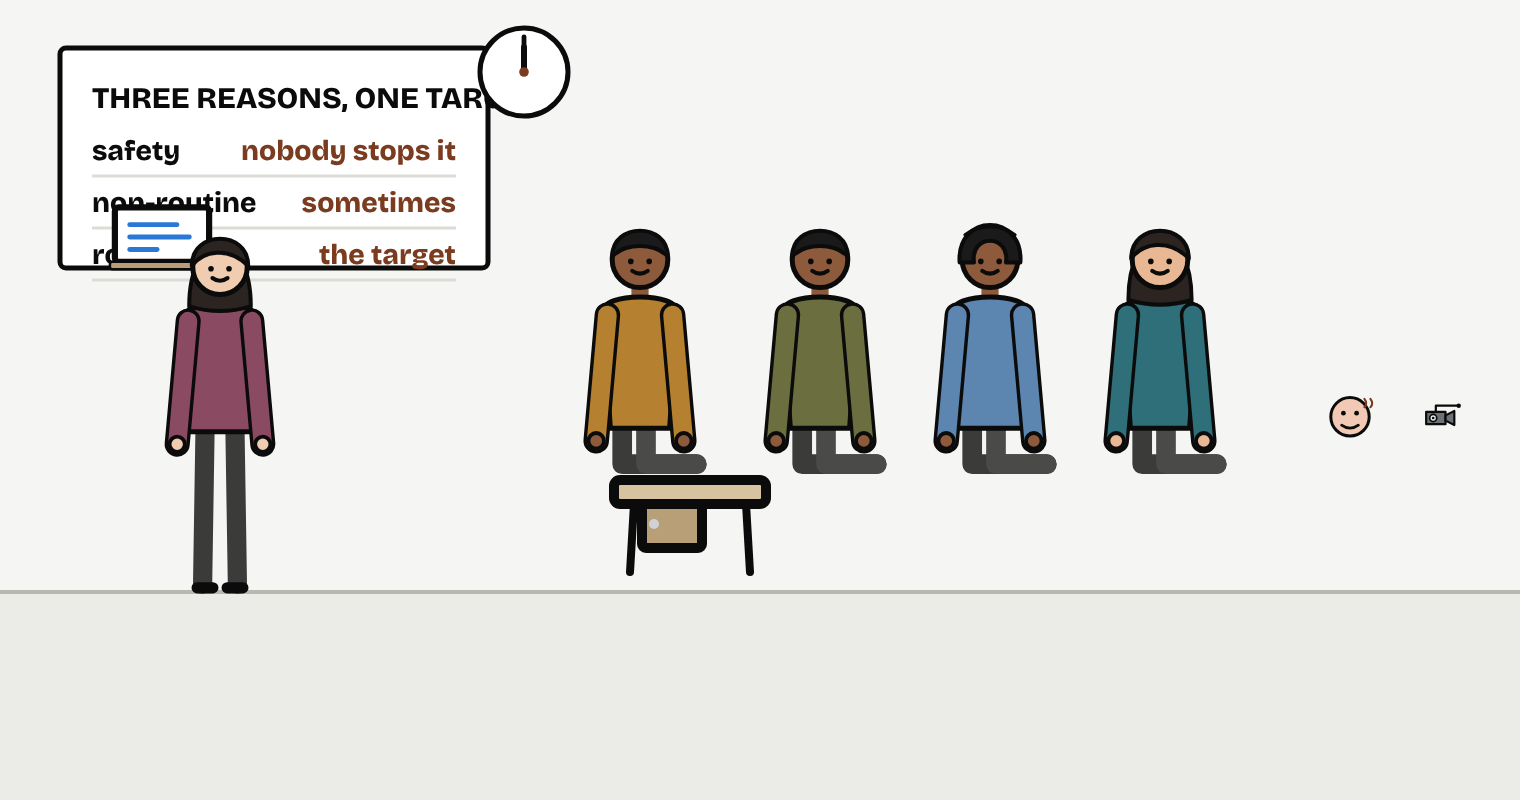 THREE REASONS, ONE TAR
safety nobody stops it
non-routine sometimes
the target